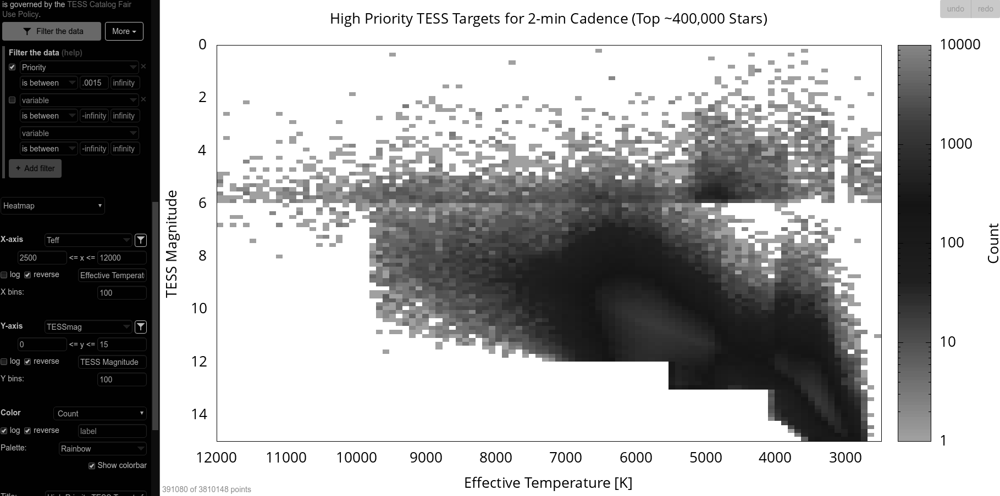 is governed by the TESS Catalog Fair
Use Policy.
Filter the data
More
Filter the data (help)
Priority
is between .0015 infinity
variable
is between -infinity infinity
variable
is between -infinity infinity
+ Add filter
Heatmap
X-axis Teff
2500 <= x <= 12000
log reverse Effective Temperat
X bins: 100
Y-axis TESSmag
0 <= y <= 15
log reverse TESS Magnitude
Y bins: 100
Color Count
log reverse label
Palette: Rainbow
Show colorbar
undo redo
High Priority TESS Targets for 2-min Cadence (Top ~400,000 Stars)
TESS Magnitude
0
2
4
6
8
10
12
14
12000 11000 10000 9000 8000 7000 6000 5000 4000 3000
Effective Temperature [K]
10000
1000
100
10
1
Count
391080 of 3810148 points